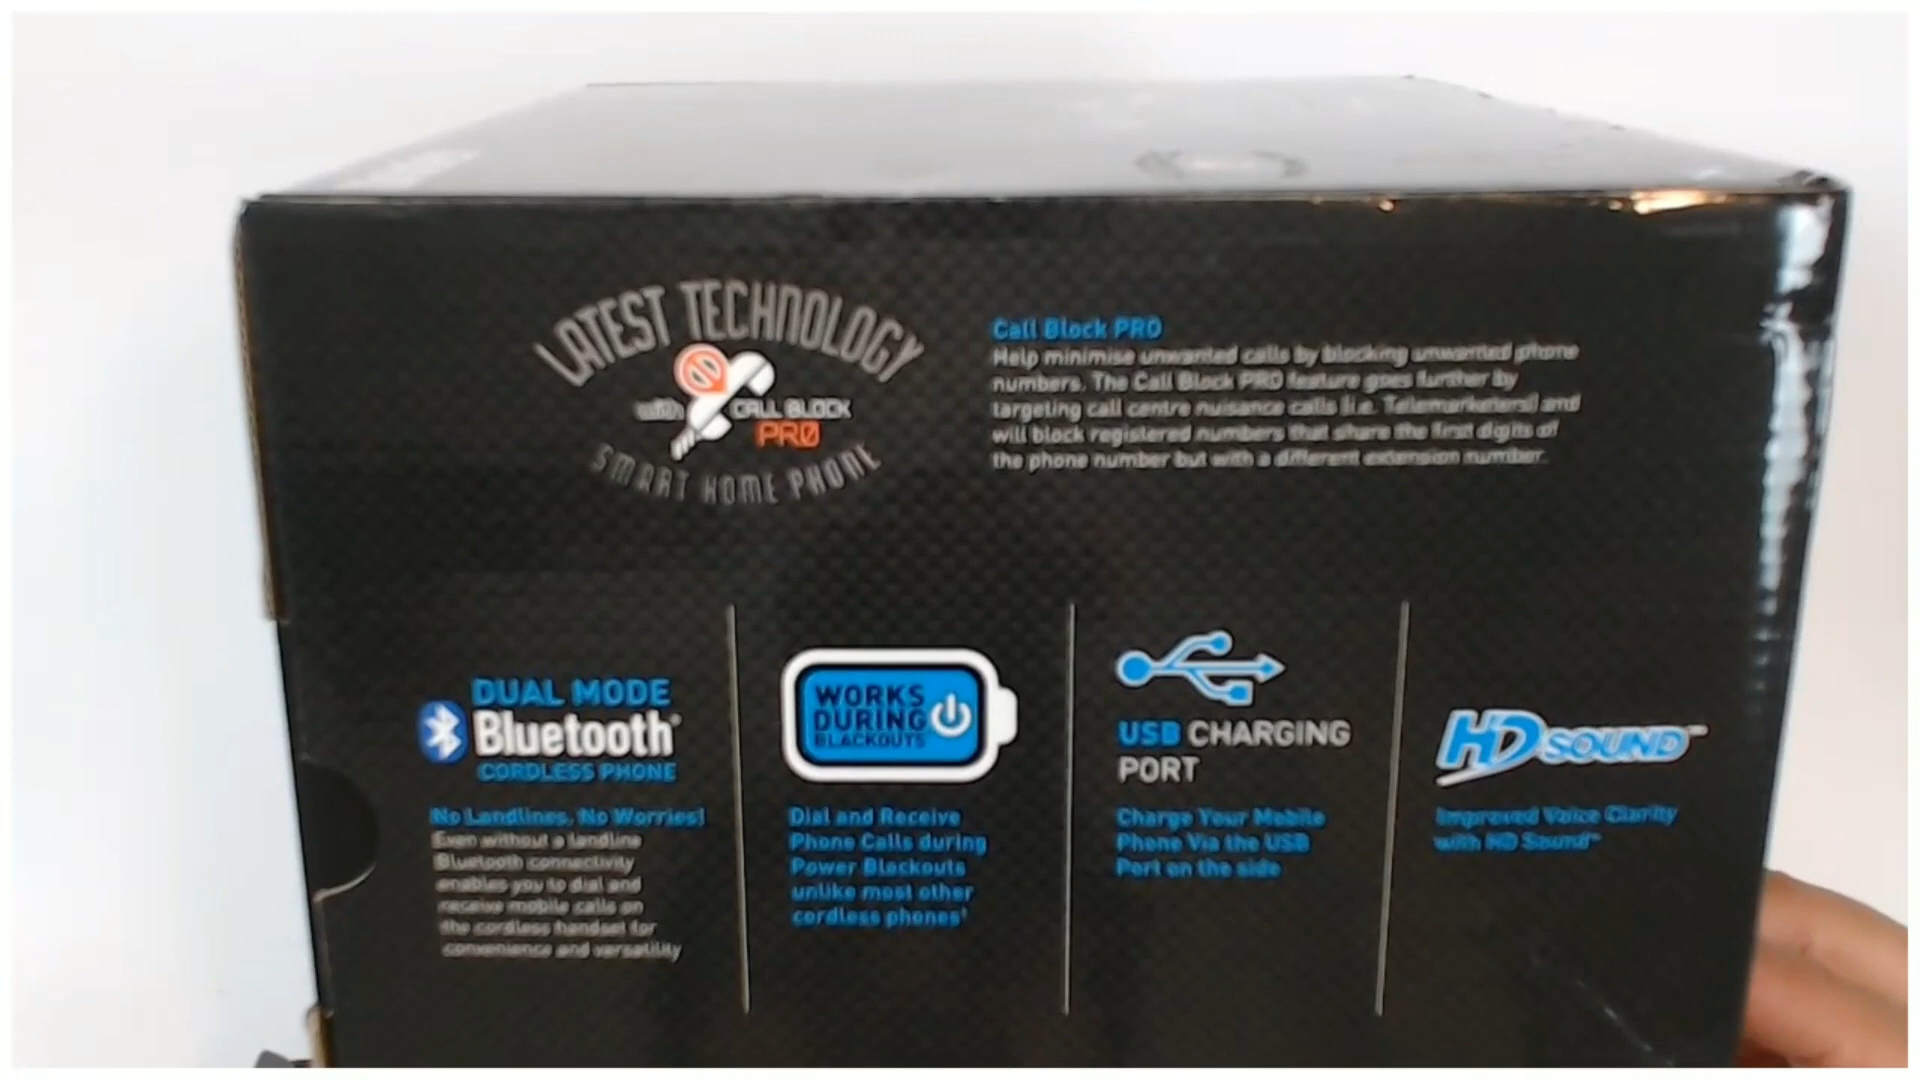 LATEST TECHNOLOGY
with CALL BLOCK
PRO
SMART HOME PHONE
Call Block PRO
Help minimise unwanted calls by blocking unwanted phone
numbers. The Call Block PRO feature goes further by
targeting call centre nuisance calls (i.e. Telemarketers) and
will block registered numbers that share the first digits of
the phone number but with a different extension number.
DUAL MODE
Bluetooth®
CORDLESS PHONE
No Landlines, No Worries!
Even without a landline
Bluetooth connectivity
enables you to dial and
receive mobile calls on
the cordless handset for
convenience and versatility
WORKS
DURING
BLACKOUTS
Dial and Receive
Phone Calls during
Power Blackouts
unlike most other
cordless phones†
USB CHARGING
PORT
Charge Your Mobile
Phone Via the USB
Port on the side
HD SOUND™
Improved Voice Clarity
with HD Sound™